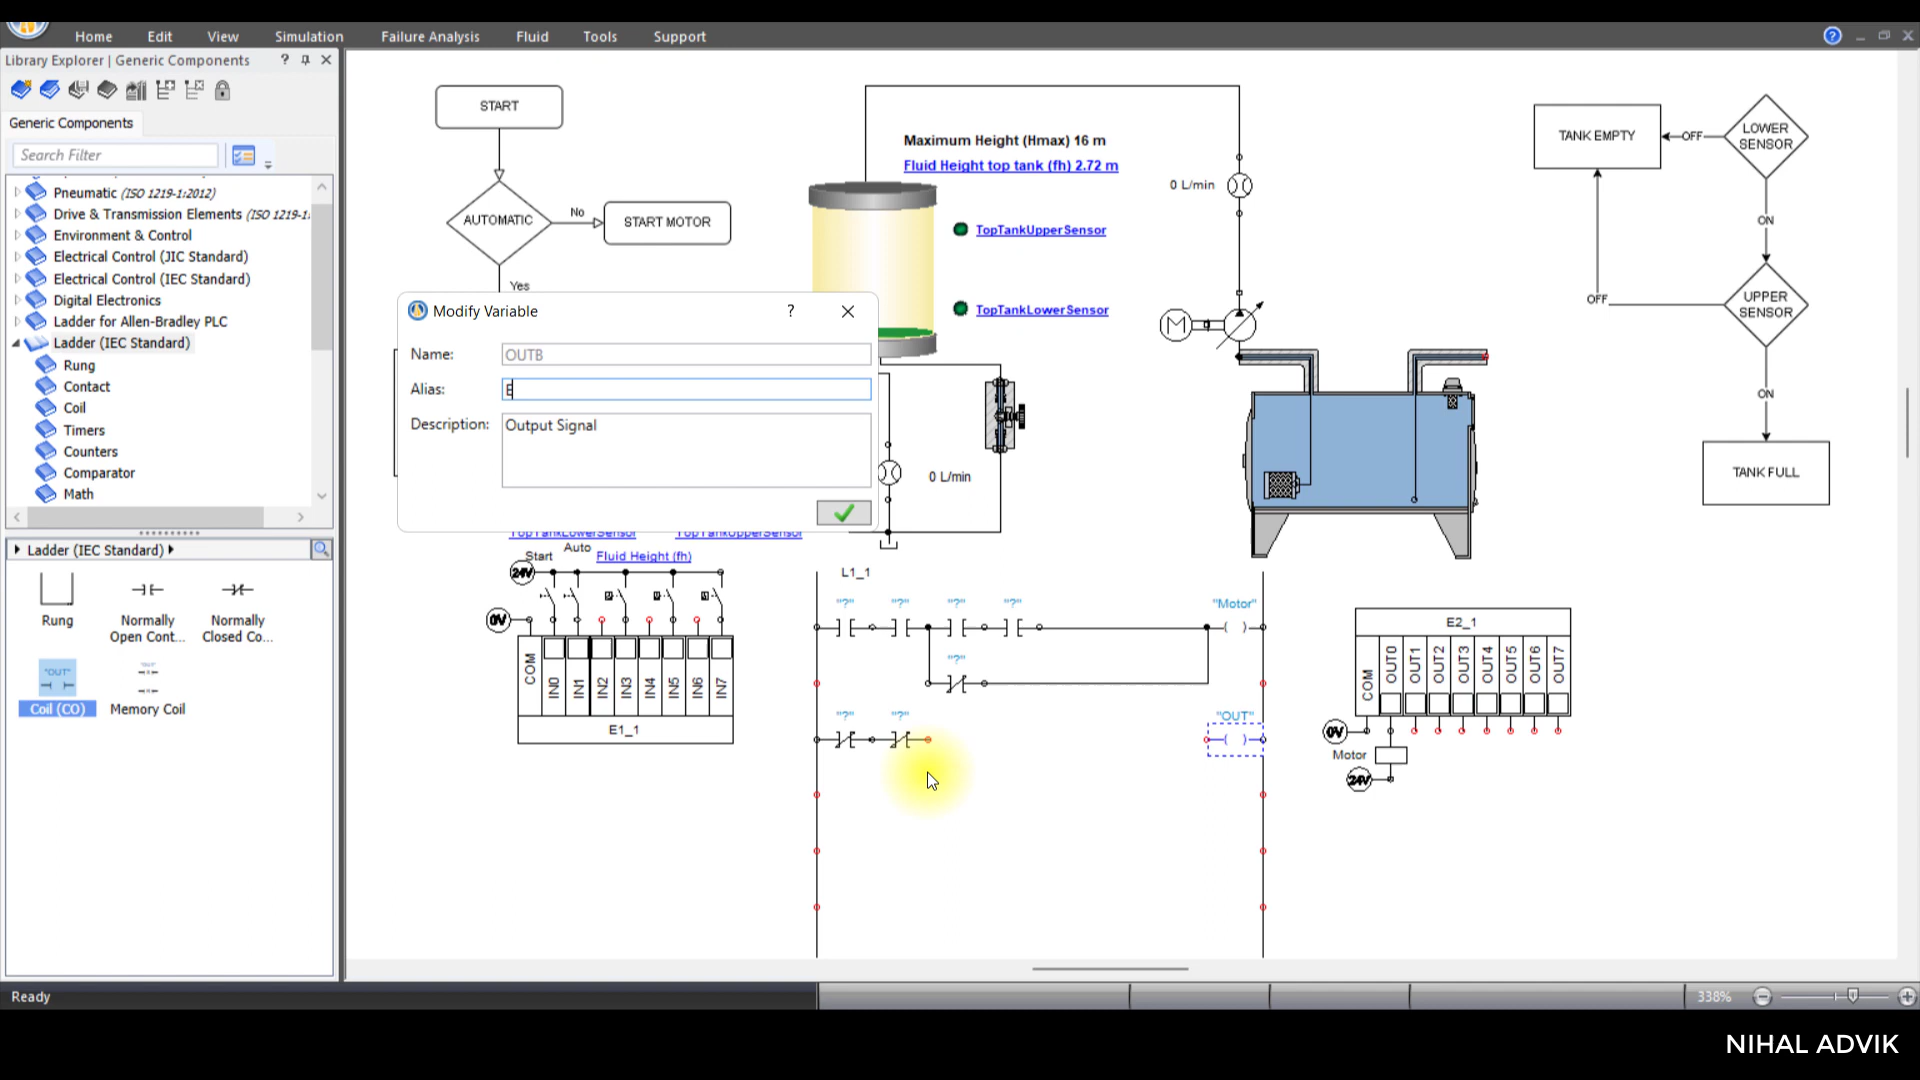 Home Edit View Simulation Failure Analysis Fluid Tools Support
Library Explorer | Generic Components
Generic Components
Search Filter
Pneumatic (ISO 1219-1:2012)
Drive & Transmission Elements (ISO 1219-1:
Environment & Control
Electrical Control (JIC Standard)
Electrical Control (IEC Standard)
Digital Electronics
Ladder for Allen-Bradley PLC
Ladder (IEC Standard)
Rung
Contact
Coil
Timers
Counters
Comparator
Math
Ladder (IEC Standard)
Rung
Normally Open Cont...
Normally Closed Co...
"OUT"
Coil (CO)
Memory Coil
START
AUTOMATIC
No
START MOTOR
Yes
Maximum Height (Hmax) 16 m
Fluid Height top tank (fh) 2.72 m
0 L/min
TopTankUpperSensor
TopTankLowerSensor
M
0 L/min
TANK EMPTY
OFF
LOWER SENSOR
ON
UPPER SENSOR
OFF
ON
TANK FULL
Modify Variable
?
Name: OUTB
Alias: E
Description: Output Signal
TopTankLowerSensor TopTankUpperSensor
Start Auto Fluid Height (fh)
24V
0V
COM IN0 IN1 IN2 IN3 IN4 IN5 IN6 IN7
E1_1
L1_1
"?" "?" "?" "?" "Motor"
"?"
"?" "?" "OUT"
E2_1
COM OUT0 OUT1 OUT2 OUT3 OUT4 OUT5 OUT6 OUT7
0V
Motor
24V
Ready
338%
NIHAL ADVIK